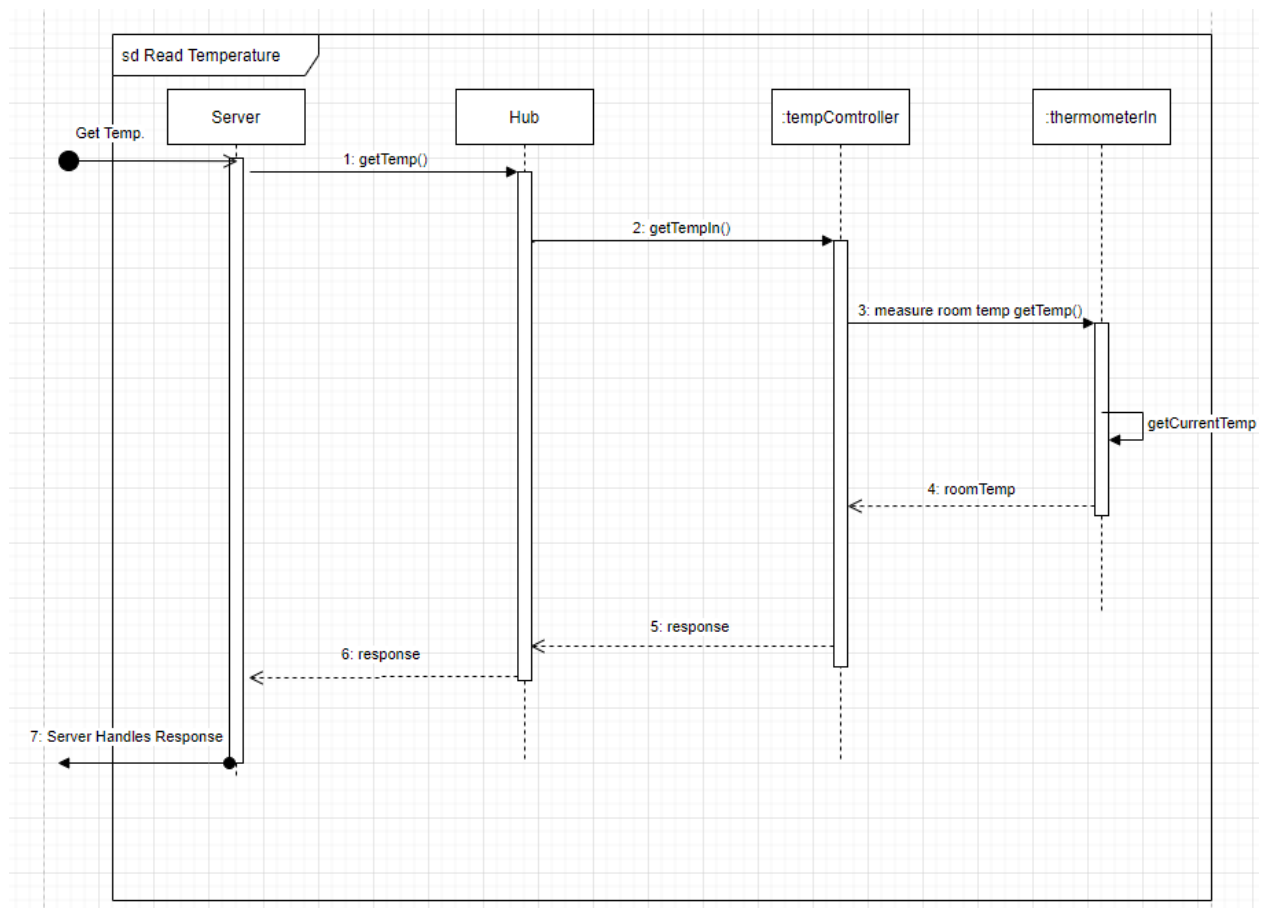 sd Read Temperature
Server
Hub
:tempComtroller
:thermometerIn
Get Temp.
1: getTemp()
2: getTempIn()
3: measure room temp getTemp()
getCurrentTemp
4: roomTemp
5: response
6: response
7: Server Handles Response